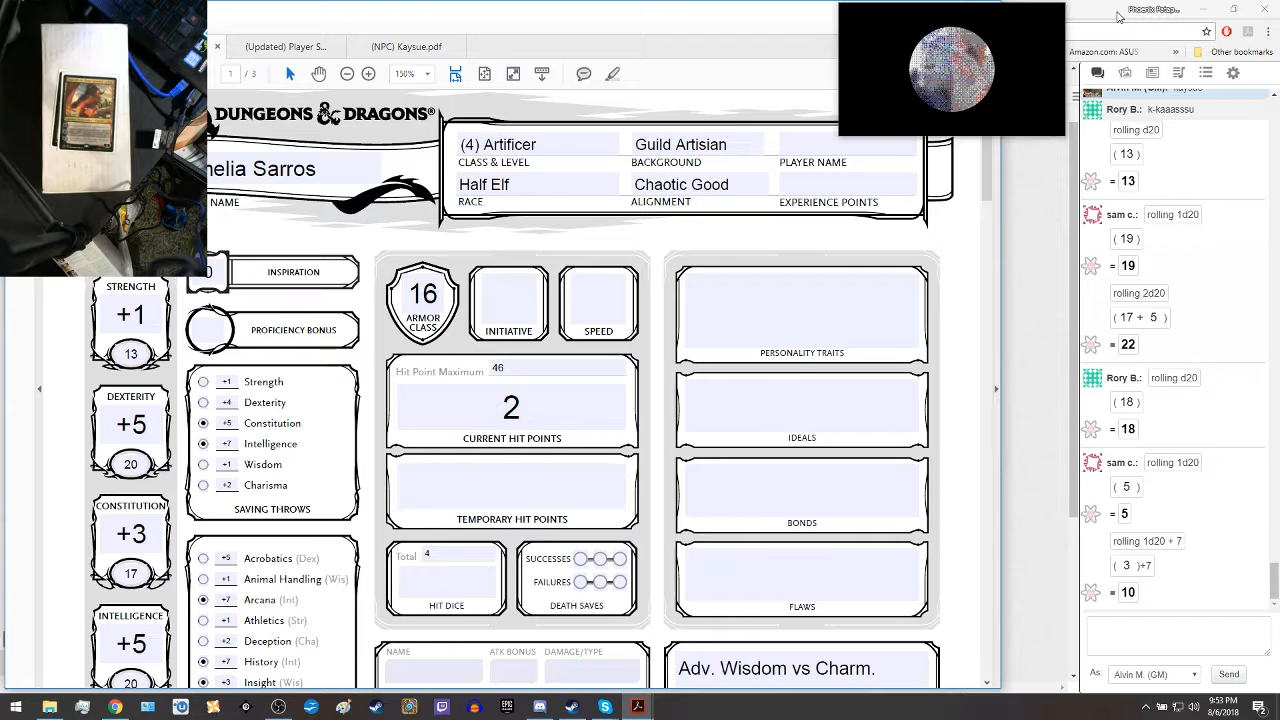 Phoenix Patap...
(Updated) Player S...
(NPC) Kaysue.pdf
Amazon.com: ASUS
»
Other bookmarks
1 / 3
150%
DUNGEONS & DRAGONS®
(4) Artificer
Guild Artisian
CLASS & LEVEL
BACKGROUND
PLAYER NAME
nelia Sarros
Half Elf
Chaotic Good
NAME
RACE
ALIGNMENT
EXPERIENCE POINTS
INSPIRATION
STRENGTH
+1
13
PROFICIENCY BONUS
16
ARMOR
CLASS
INITIATIVE
SPEED
PERSONALITY TRAITS
DEXTERITY
+5
20
+1 Strength
+4 Dexterity
+5 Constitution
+7 Intelligence
+1 Wisdom
+2 Charisma
SAVING THROWS
Hit Point Maximum 46
2
CURRENT HIT POINTS
IDEALS
TEMPORARY HIT POINTS
BONDS
CONSTITUTION
+3
17
+5 Acrobatics (Dex)
+1 Animal Handling (Wis)
+7 Arcana (Int)
+1 Athletics (Str)
+2 Deception (Cha)
+7 History (Int)
+3 Insight (Wis)
Total 4
HIT DICE
SUCCESSES
FAILURES
DEATH SAVES
FLAWS
INTELLIGENCE
+5
20
NAME
ATK BONUS
DAMAGE/TYPE
Adv. Wisdom vs Charm.
Rory B.: k-kaaasssu
rolling d20
( 13 )
= 13
sam c.: rolling 1d20
( 19 )
= 19
rolling 2d20
( 17 + 5 )
= 22
Rory B.: rolling d20
( 18 )
= 18
sam c.: rolling 1d20
( 5 )
= 5
rolling 1d20 + 7
( 3 )+7
= 10
As: Alvin M. (GM)
Send
9:53 PM
8/6/2019